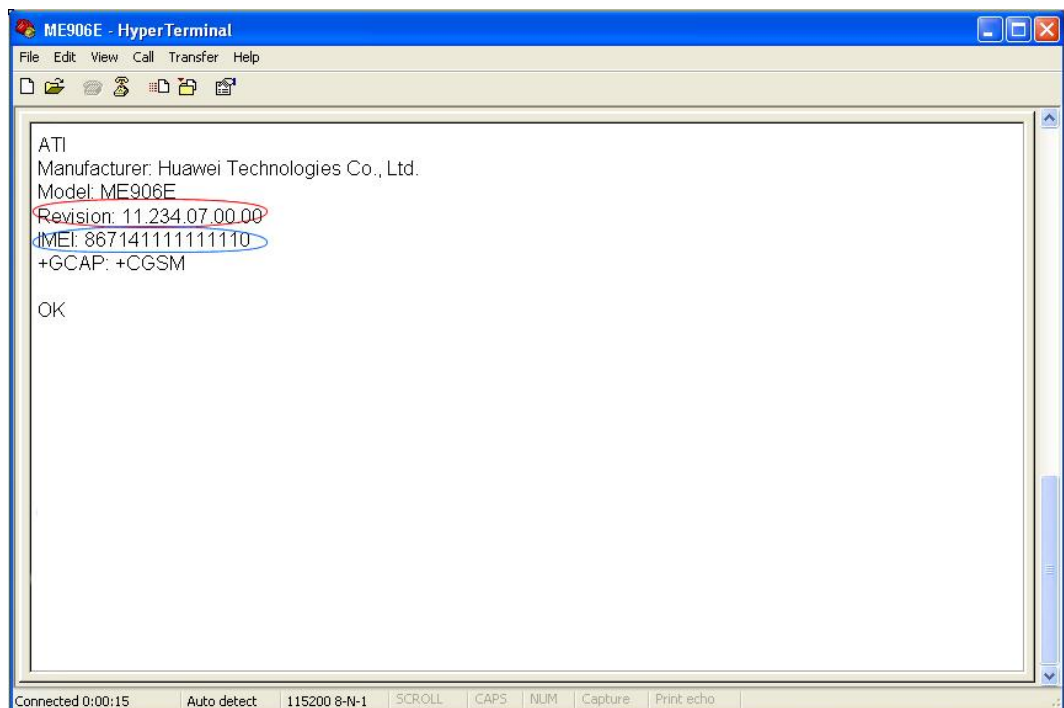 ME906E - HyperTerminal
File Edit View Call Transfer Help
ATI
Manufacturer: Huawei Technologies Co., Ltd.
Model: ME906E
Revision: 11.234.07.00.00
IMEI: 867141111111110
+GCAP: +CGSM
OK
Connected 0:00:15 Auto detect 115200 8-N-1 SCROLL CAPS NUM Capture Print echo